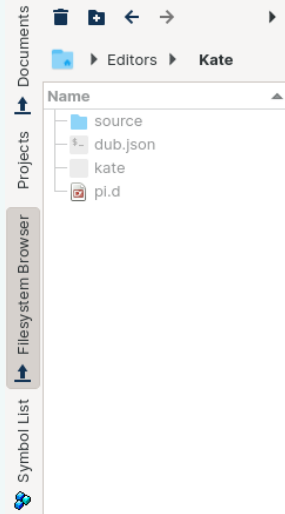 Documents
Projects
Filesystem Browser
Symbol List
Editors Kate
Name
source
dub.json
kate
pi.d